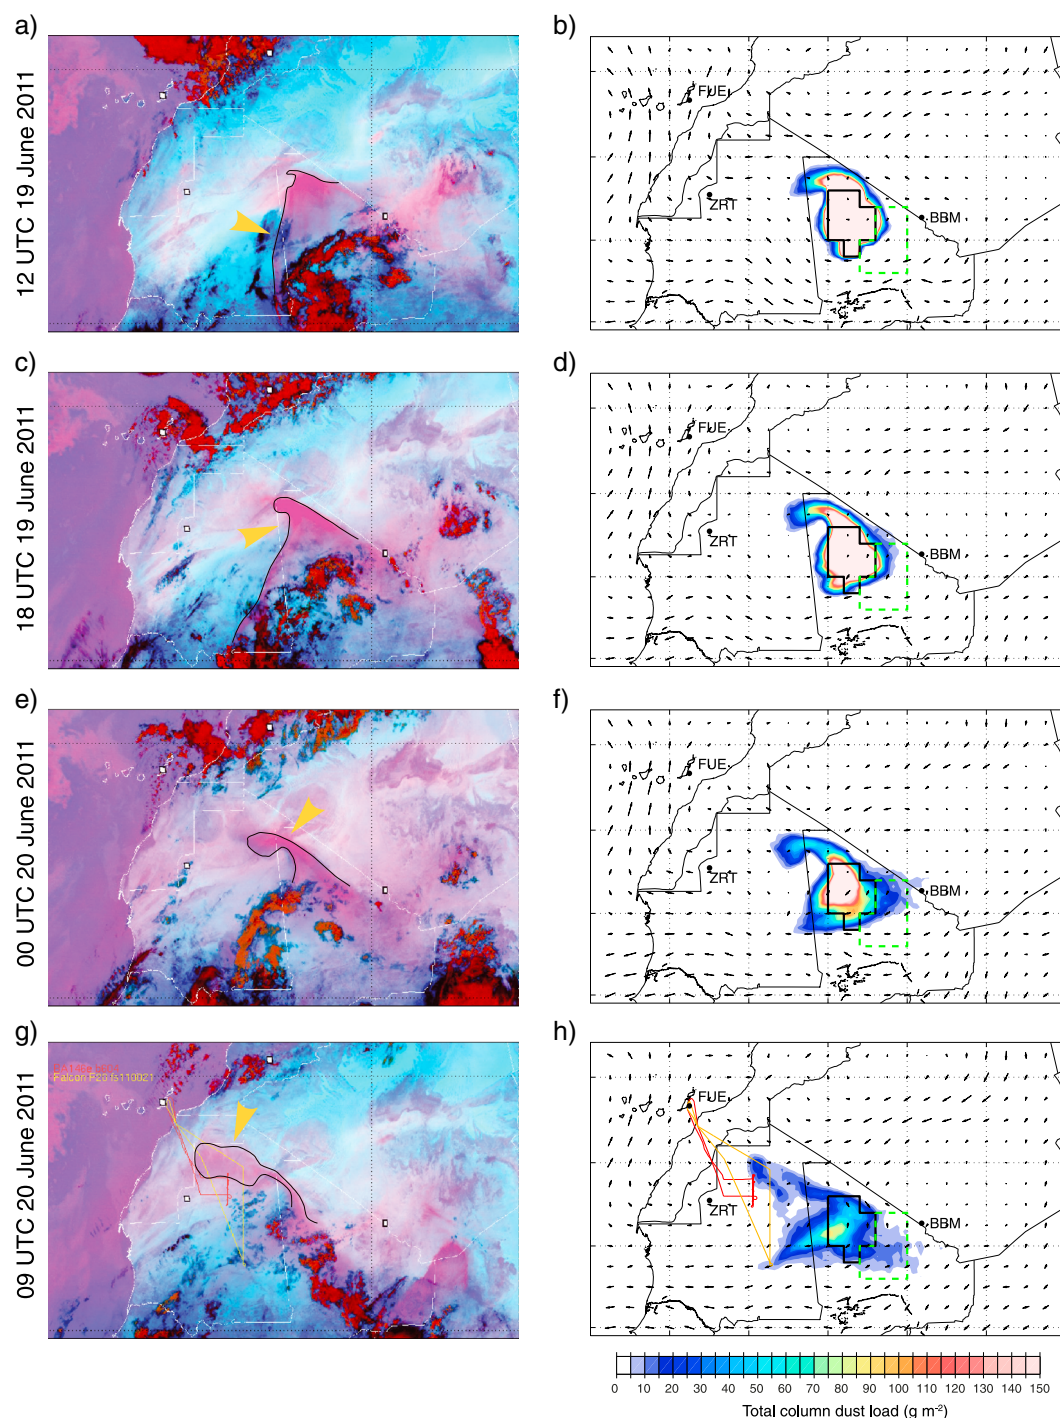 a)
b)
12 UTC 19 June 2011
FUE
ZRT
BBM
c)
d)
18 UTC 19 June 2011
FUE
ZRT
BBM
e)
f)
00 UTC 20 June 2011
FUE
ZRT
BBM
g)
h)
09 UTC 20 June 2011
Falcon F20
FUE
ZRT
BBM
0 10 20 30 40 50 60 70 80 90 100 110 120 130 150
Total column dust load (g m⁻²)